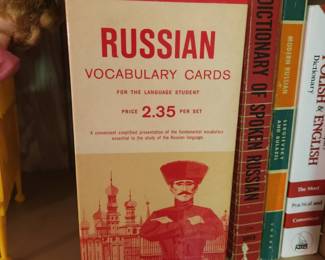 RUSSIAN
VOCABULARY CARDS
FOR THE LANGUAGE STUDENT
PRICE 2.35 PER SET
A convenient simplified presentation of the fundamental vocabulary
essential to the study of the Russian language.
DICTIONARY OF SPOKEN RUSSIAN
MODERN RUSSIAN
POLISH & ENGLISH
Dictionary
The Most
Practical and